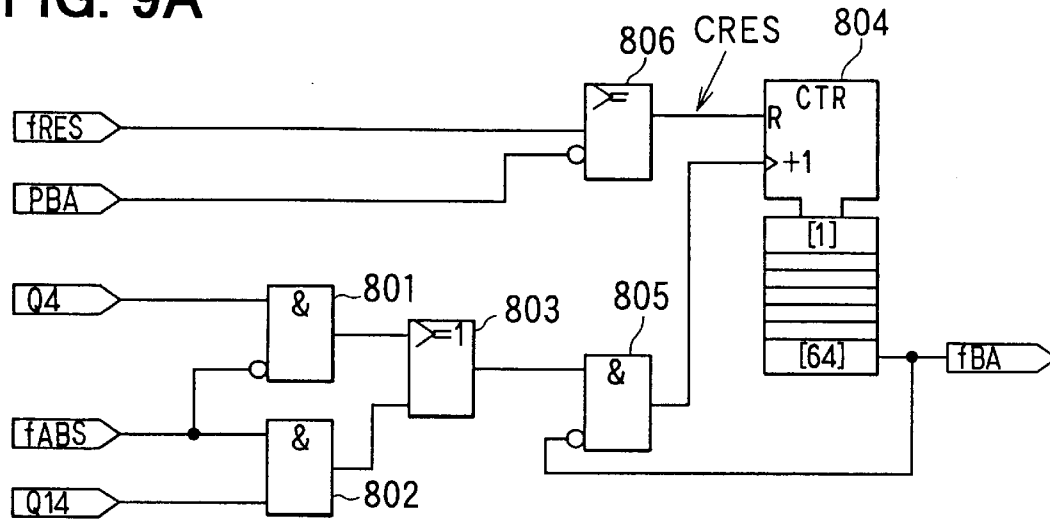 FIG. 9A
806
CRES
804
fRES
>=
CTR
R
PBA
+1
[1]
Q4
&
801
803
>=1
805
&
[64]
fBA
fABS
&
Q14
802